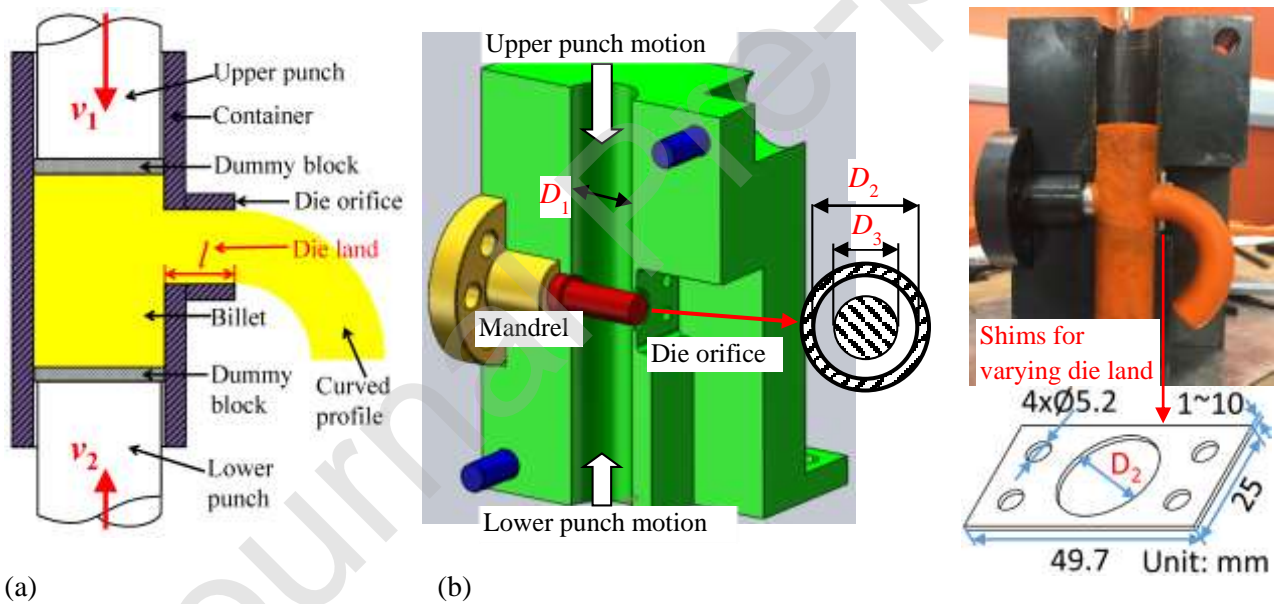 v1
Upper punch
Container
Dummy block
Die orifice
l
Die land
Billet
Dummy
block
Curved
profile
v2
Lower
punch
(a)
Upper punch motion
D1
D2
D3
Mandrel
Die orifice
Lower punch motion
(b)
Shims for
varying die land
4xØ5.2
1~10
D2
25
49.7
Unit: mm